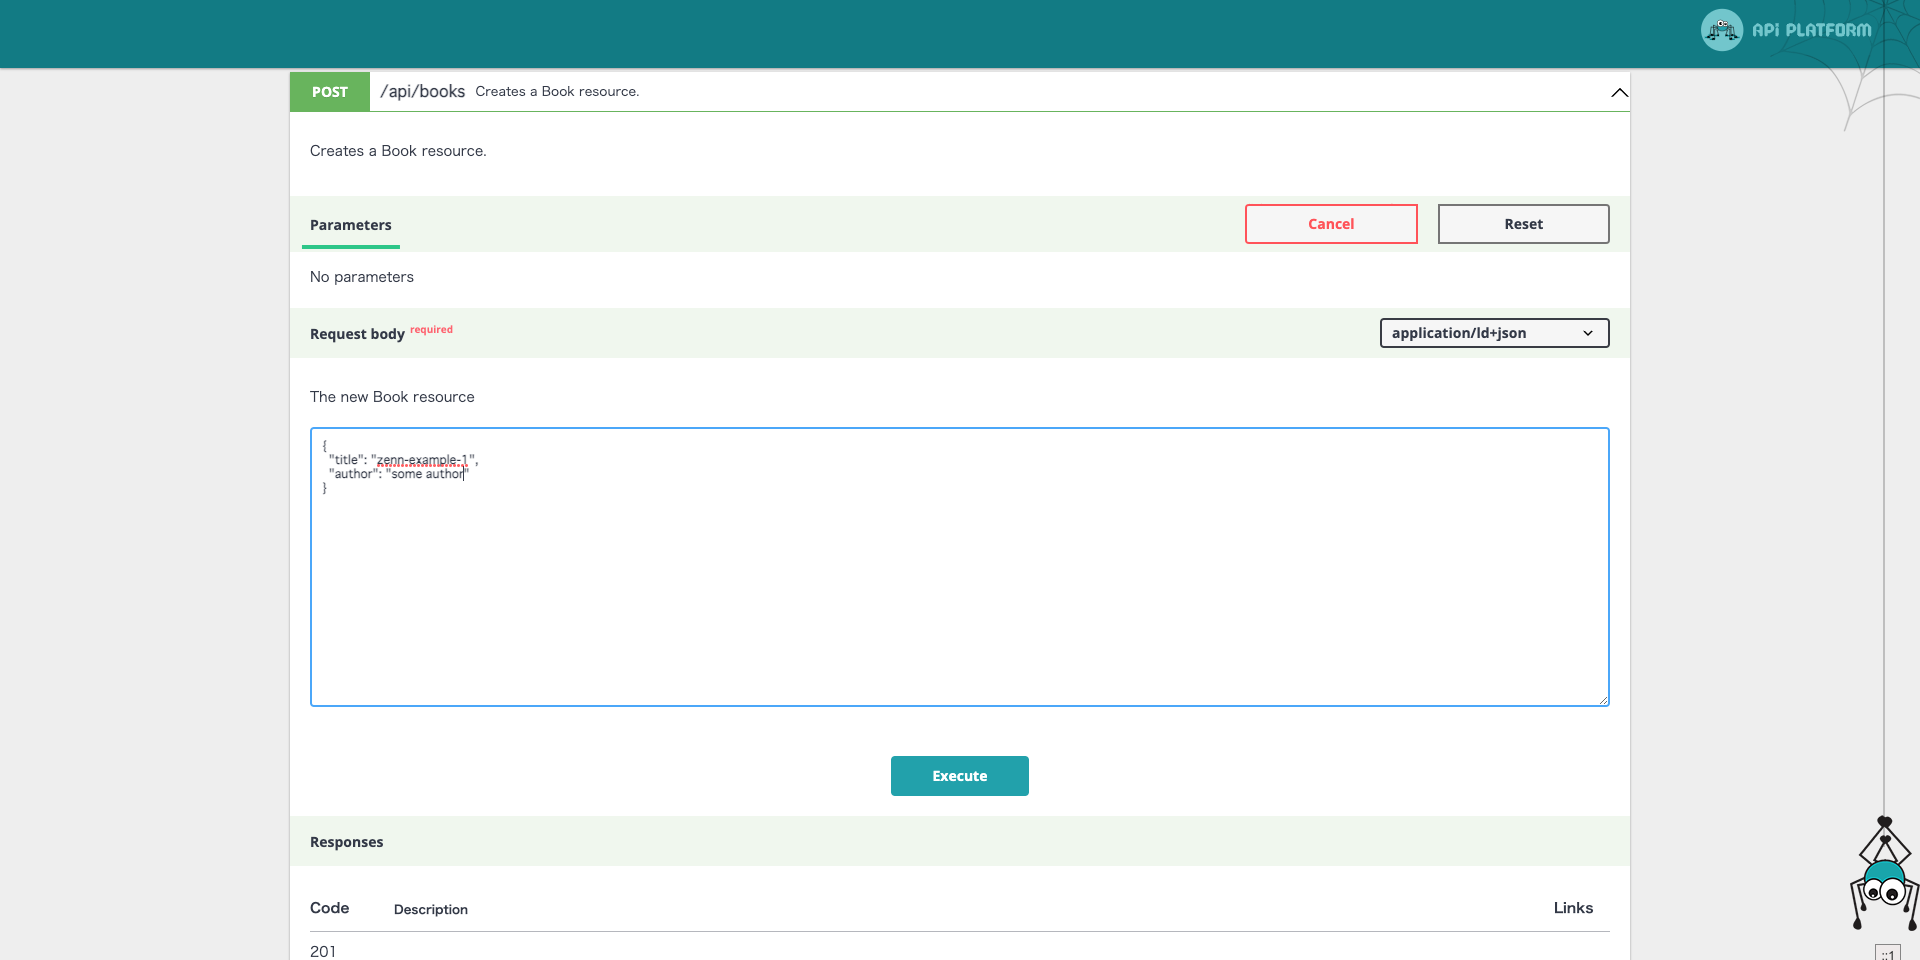 API PLATFORM
POST /api/books Creates a Book resource.
Creates a Book resource.
Parameters
Cancel
Reset
No parameters
Request body required
application/ld+json
The new Book resource
{
"title": "zenn-example-1",
"author": "some author"
}
Execute
Responses
Code Description Links
201